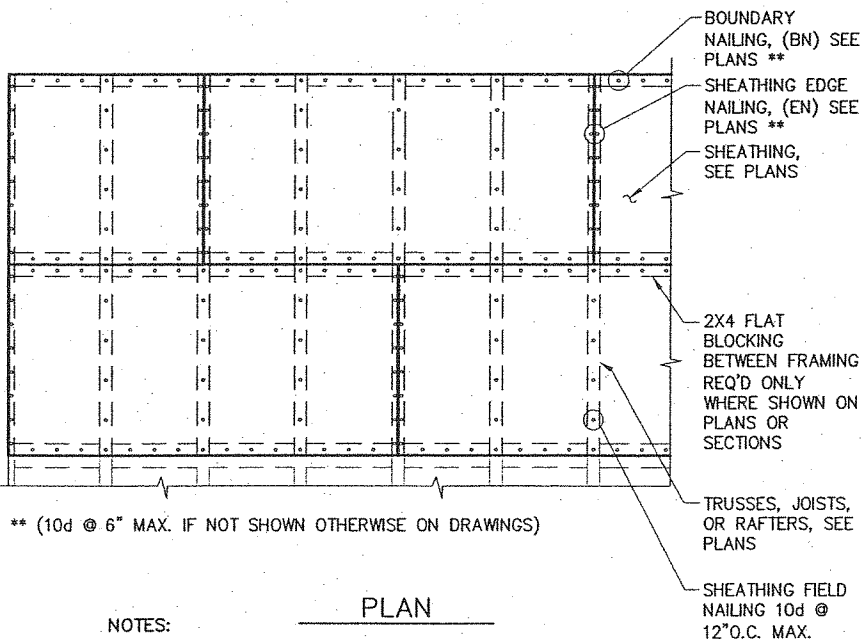 BOUNDARY
NAILING, (BN) SEE
PLANS **
SHEATHING EDGE
NAILING, (EN) SEE
PLANS **
SHEATHING,
SEE PLANS
2X4 FLAT
BLOCKING
BETWEEN FRAMING
REQ'D ONLY
WHERE SHOWN ON
PLANS OR
SECTIONS
TRUSSES, JOISTS,
OR RAFTERS, SEE
PLANS
SHEATHING FIELD
NAILING 10d @
12"O.C. MAX.
** (10d @ 6" MAX. IF NOT SHOWN OTHERWISE ON DRAWINGS)
PLAN
NOTES: